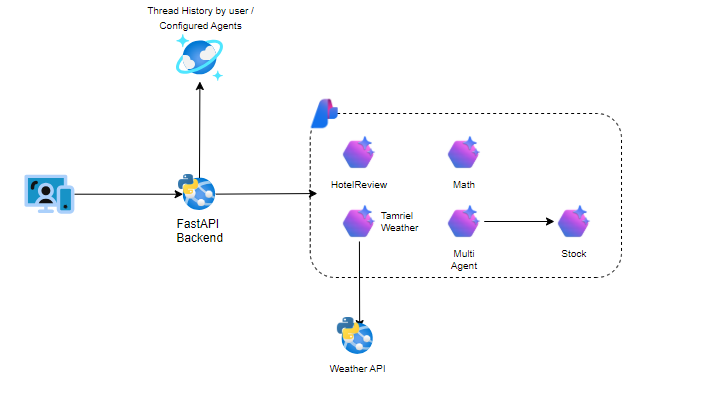 Thread History by user /
Configured Agents
HotelReview
Math
FastAPI
Backend
Tamriel
Weather
Multi
Agent
Stock
Weather API